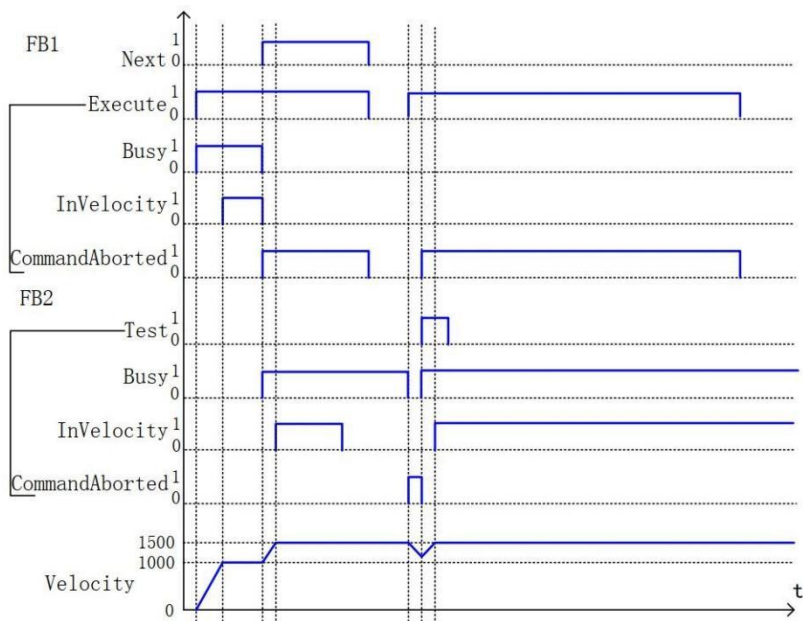 FB1
Next 1
0
Execute 1
0
Busy 1
0
InVelocity 1
0
CommandAborted 1
0
FB2
Test 1
0
Busy 1
0
InVelocity 1
0
CommandAborted 1
0
1500
1000
Velocity
0
t